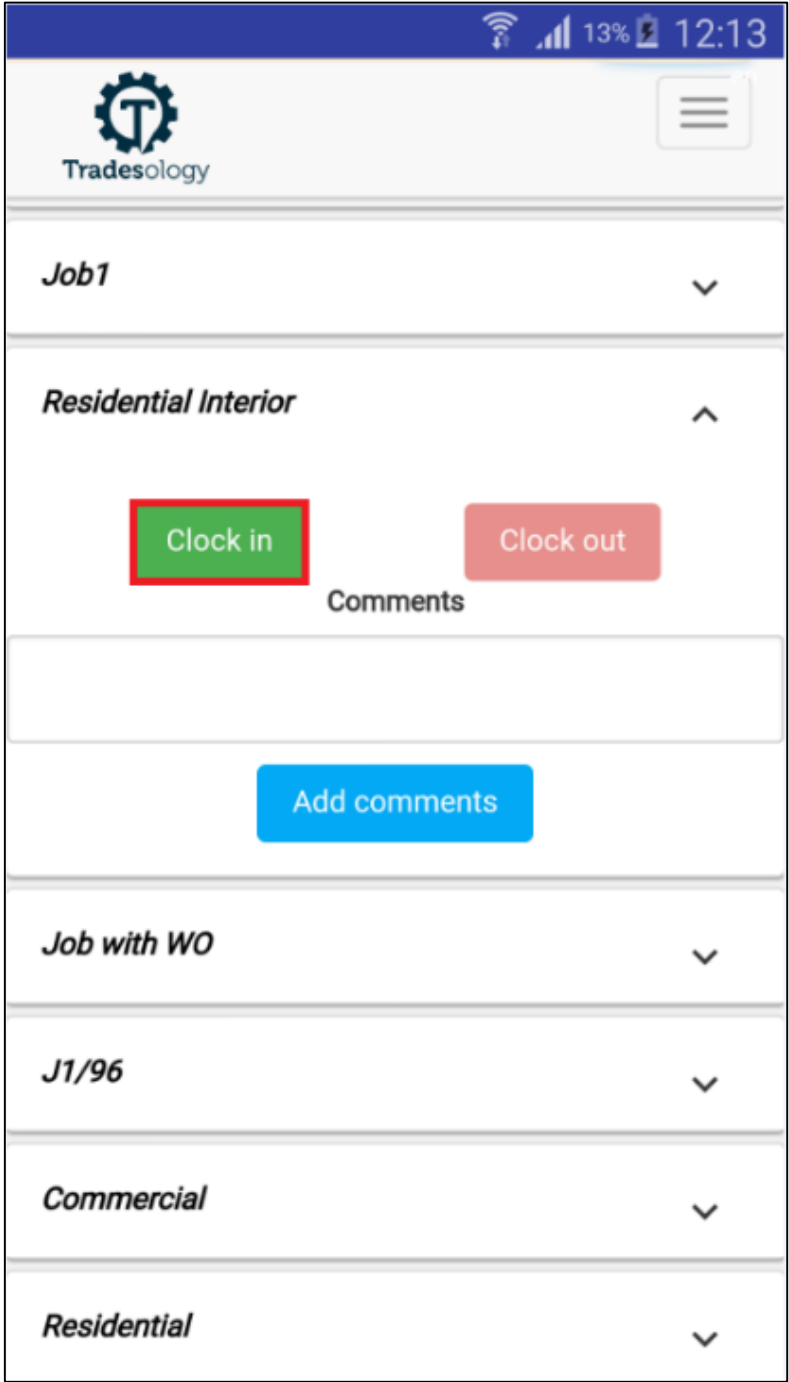 13% 12:13
T
Tradesology
Job1
Residential Interior
Clock in Clock out
Comments
Add comments
Job with WO
J1/96
Commercial
Residential